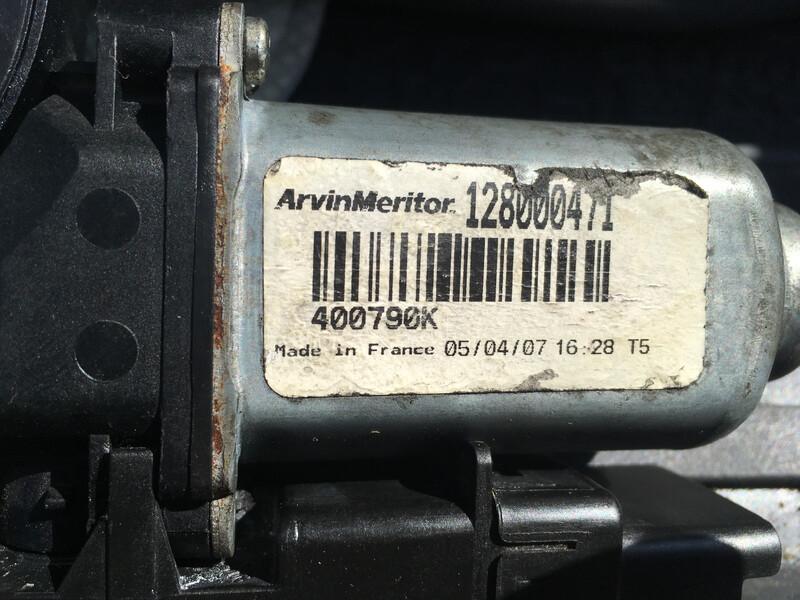 ArvinMeritor 128000471
400790K
Made in France 05/04/07 16:28 T5